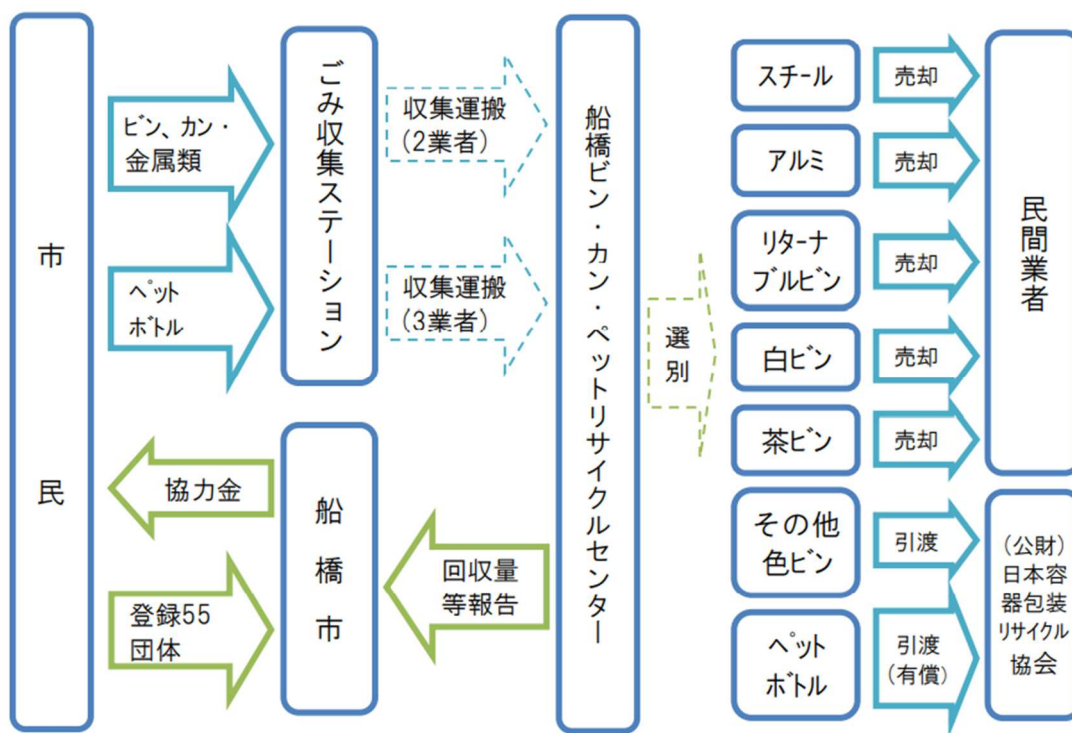 市民
ビン、カン・
金属類
ペット
ボトル
ごみ収集ステーション
収集運搬
(2業者)
収集運搬
(3業者)
協力金
登録55
団体
船橋市
回収量
等報告
船橋ビン・カン・ペットリサイクルセンター
選
別
スチール
売却
アルミ
売却
リターナ
ブルビン
売却
白ビン
売却
茶ビン
売却
民間業者
その他
色ビン
引渡
ペット
ボトル
引渡
(有償)
(公財)
日本容
器包装
リサイクル
協会